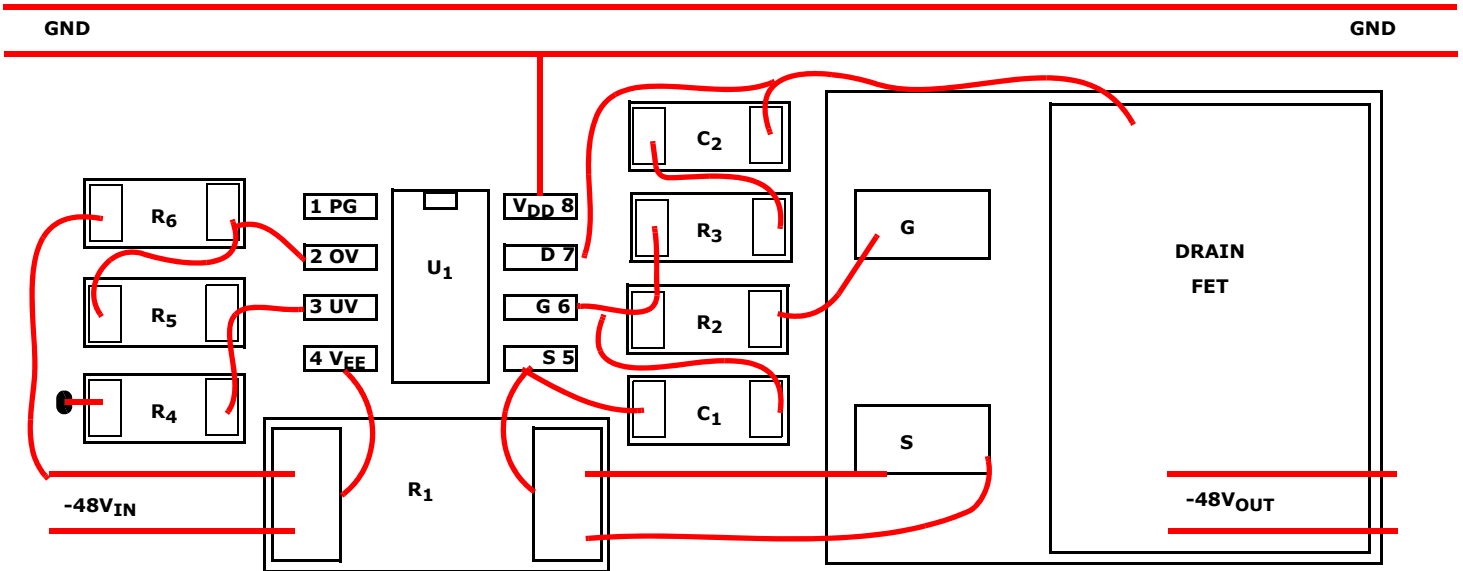 GND GND
C2
R6 1 PG VDD 8 R3 G
2 OV U1 D 7 DRAIN
R5 3 UV G 6 R2 FET
4 VEE S 5
R4 C1 S
-48VIN R1 -48VOUT